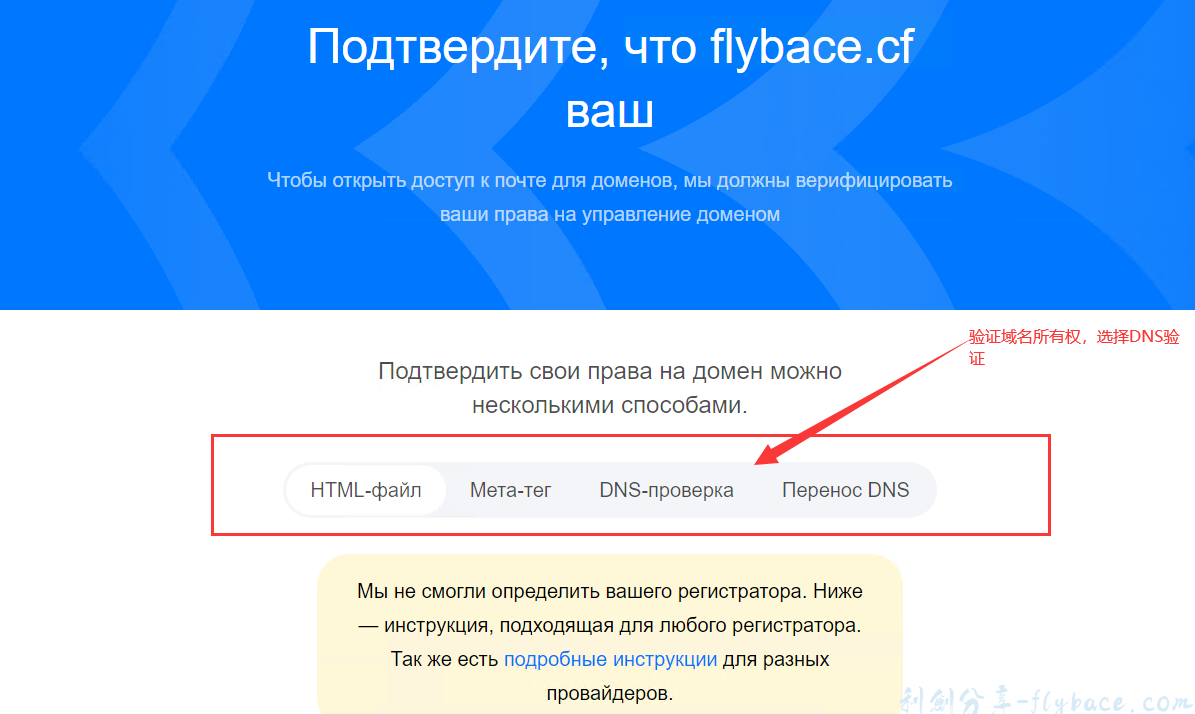 Подтвердите, что flybace.cf
ваш
Чтобы открыть доступ к почте для доменов, мы должны верифицировать
ваши права на управление доменом
验证域名所有权，选择DNS验
证
Подтвердить свои права на домен можно
несколькими способами.
HTML-файл Мета-тег DNS-проверка Перенос DNS
Мы не смогли определить вашего регистратора. Ниже
— инструкция, подходящая для любого регистратора.
Так же есть подробные инструкции для разных
провайдеров.
利創分享-flybace.com